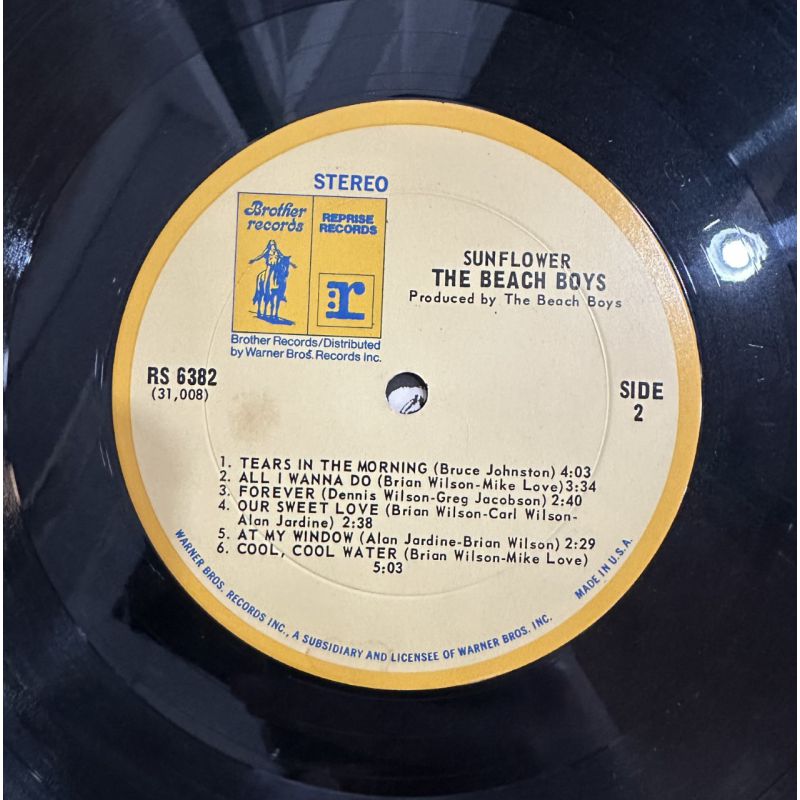 STEREO
Brother
records
REPRISE
RECORDS
r
Brother Records/Distributed
by Warner Bros. Records Inc.
SUNFLOWER
THE BEACH BOYS
Produced by The Beach Boys
RS 6382
(31,008)
SIDE
2
1. TEARS IN THE MORNING (Bruce Johnston) 4:03
2. ALL I WANNA DO (Brian Wilson-Mike Love)3:34
3. FOREVER (Dennis Wilson-Greg Jacobson) 2:40
4. OUR SWEET LOVE (Brian Wilson-Carl Wilson-
Alan Jardine) 2:38
5. AT MY WINDOW (Alan Jardine-Brian Wilson) 2:29
6. COOL, COOL WATER (Brian Wilson-Mike Love)
5:03
WARNER BROS. RECORDS INC., A SUBSIDIARY AND LICENSEE OF WARNER BROS. INC.
MADE IN U.S.A.